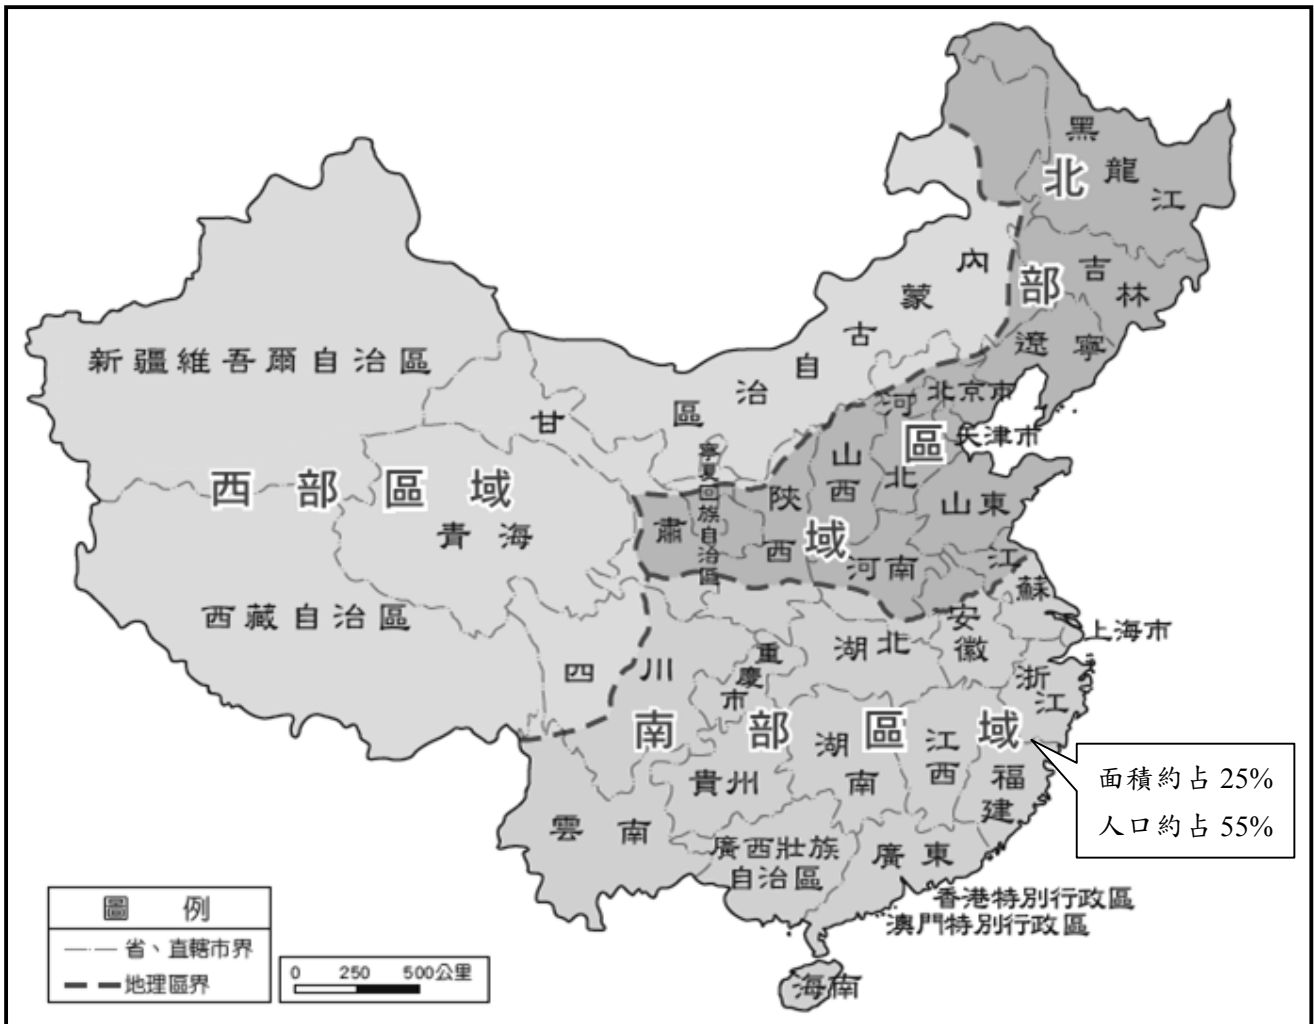 黑龍江
吉林
遼寧
北部區域
內蒙古自治區
北京市
天津市
河北
山西
山東
陝西
河南
寧夏回族自治區
甘肅
新疆維吾爾自治區
西部區域
青海
西藏自治區
四川
重慶市
湖北
安徽
江蘇
上海市
浙江
南部區域
湖南
江西
福建
貴州
雲南
廣西壯族
自治區
廣東
香港特別行政區
澳門特別行政區
海南
面積約占 25%
人口約占 55%
圖 例
省、直轄市界
地理區界
0 250 500公里